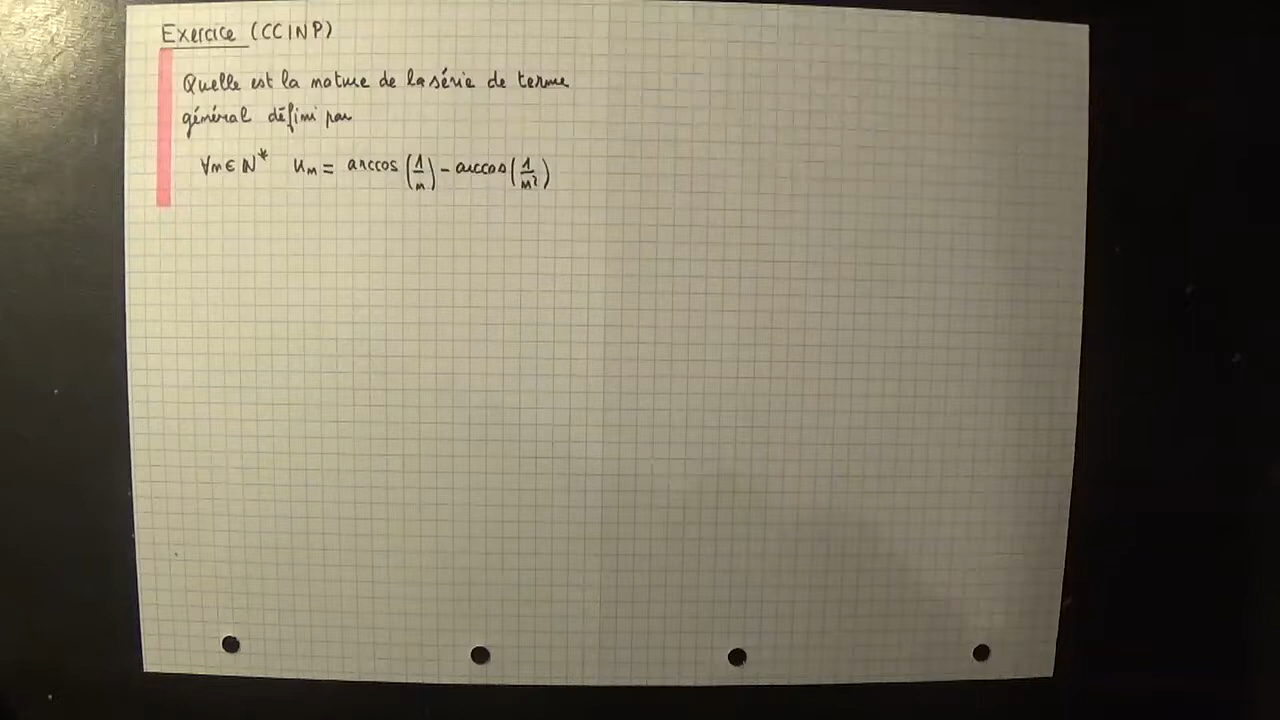 Exercice (CCINP)
Quelle est la nature de la série de terme
général défini par
∀n ∈ ℕ* uₙ = arccos (1/n) - arccos (1/n²)